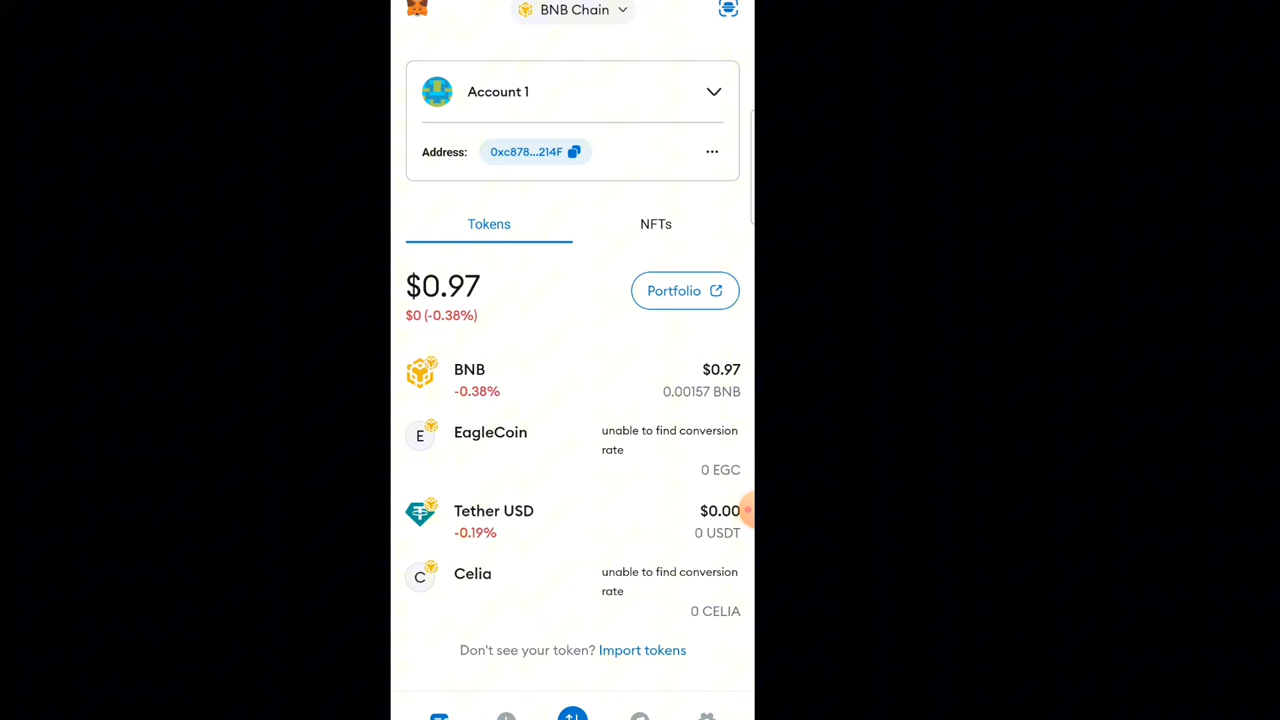 BNB Chain
Account 1
Address: 0xc878...214F
Tokens NFTs
$0.97 Portfolio
$0 (-0.38%)
BNB $0.97
-0.38% 0.00157 BNB
EagleCoin unable to find conversion
rate
E
0 EGC
Tether USD $0.00
-0.19% 0 USDT
Celia unable to find conversion
rate
C
0 CELIA
Don't see your token? Import tokens